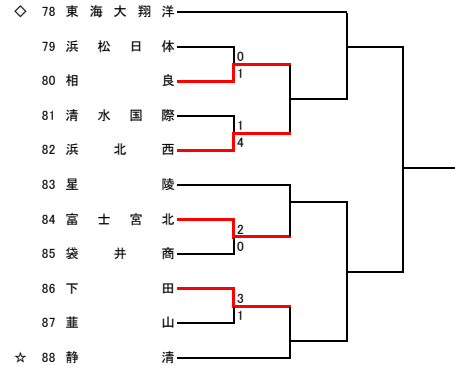 ◇ 78 東海大翔洋
79 浜松日体
0
80 相良
1
81 清水国際
1
82 浜北西
4
83 星陵
84 富士宮北
2
85 袋井商
0
86 下田
3
87 韮山
1
☆ 88 静清